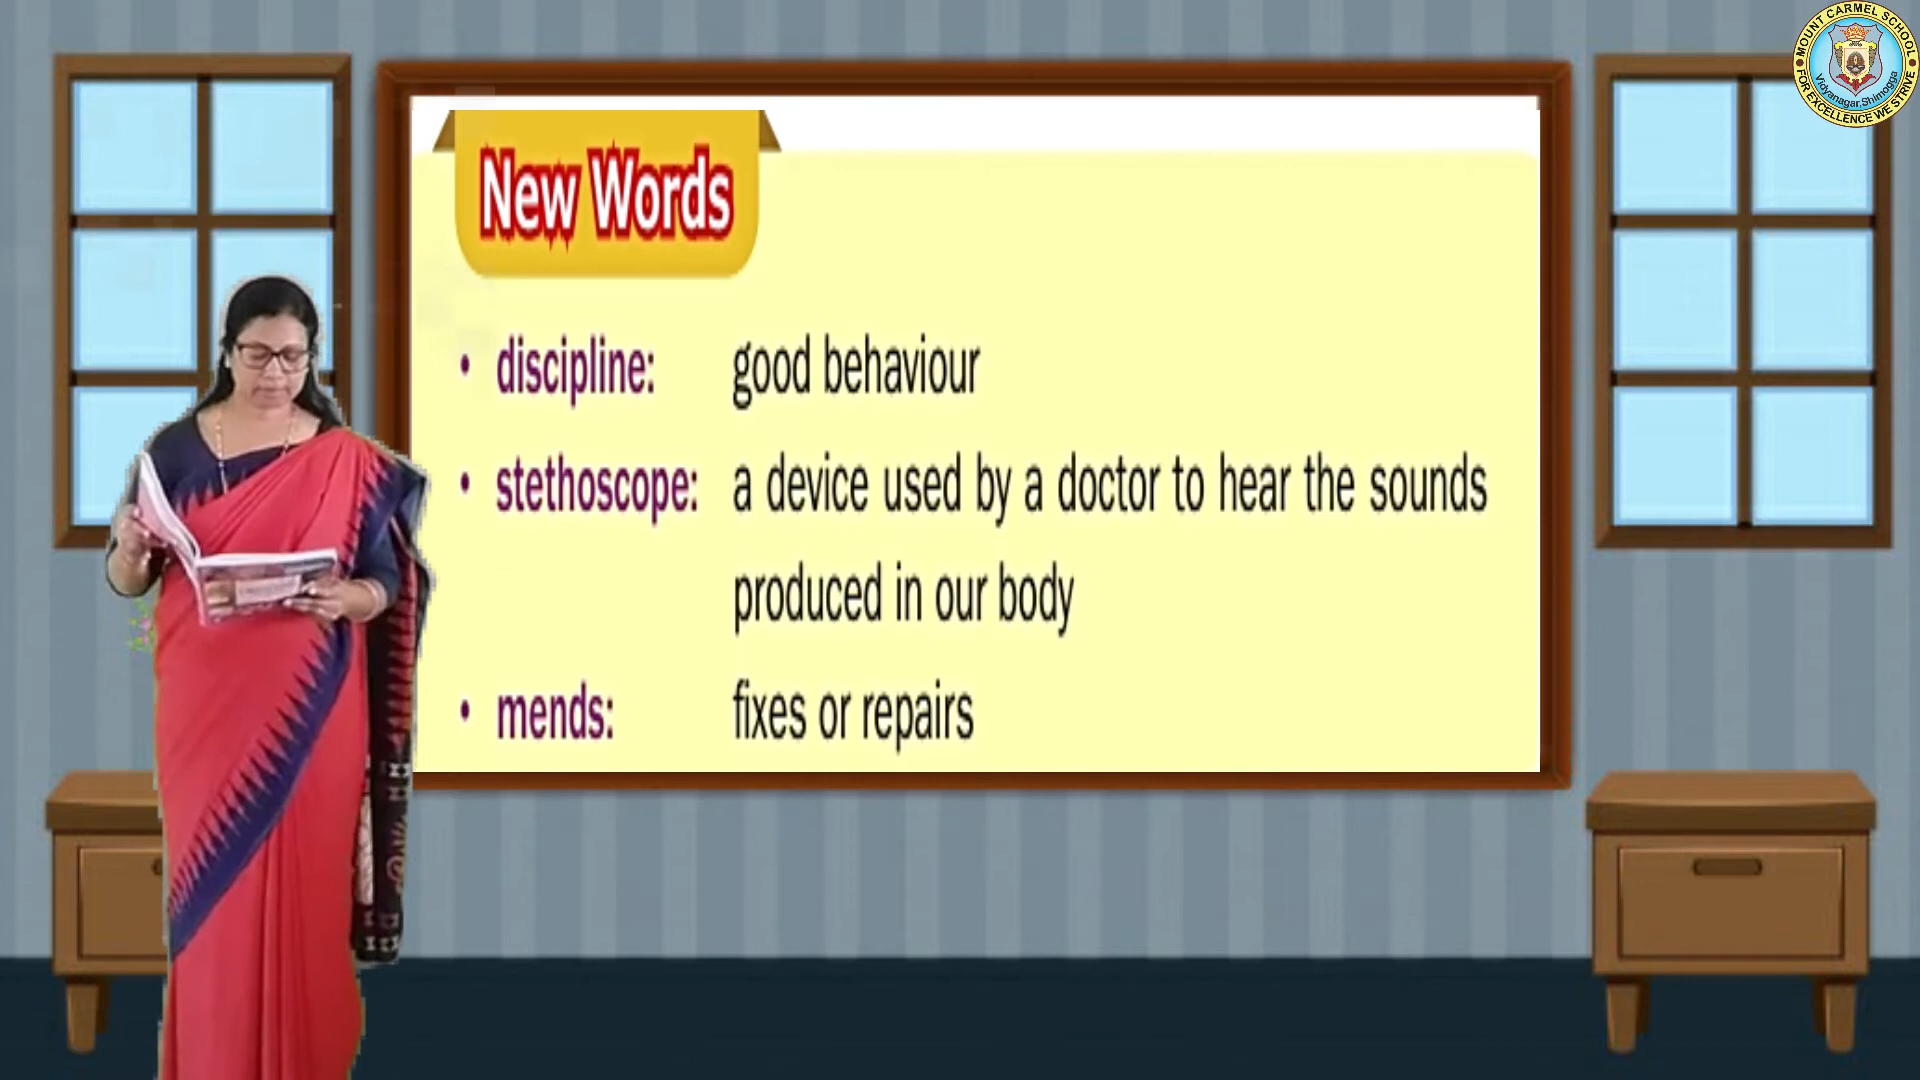 MOUNT CARMEL SCHOOL
Vidyanagar,Shimogga
FOR EXCELLENCE WE STRIVE
New Words
• discipline: good behaviour
• stethoscope: a device used by a doctor to hear the sounds
produced in our body
• mends: fixes or repairs